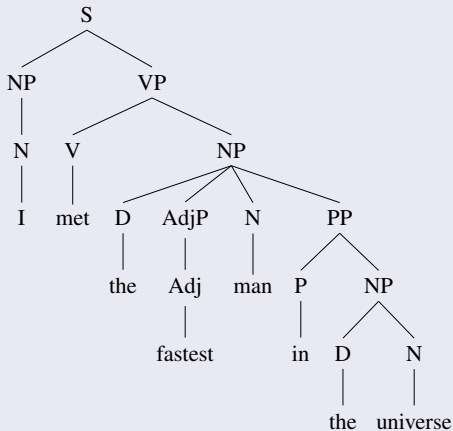 S
NP VP
N V NP
I met D AdjP N PP
the Adj man P NP
fastest in D N
the universe